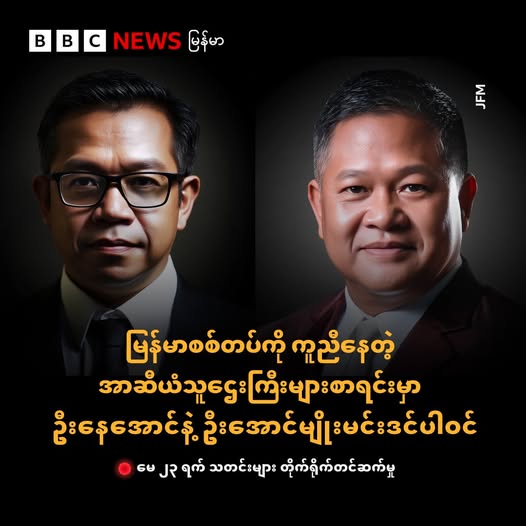 BBC NEWS မြန်မာ
JFM
မြန်မာစစ်တပ်ကို ကူညီနေတဲ့
အာဆီယံသူဌေးကြီးများစာရင်းမှာ
ဦးနေအောင်နဲ့ ဦးအောင်မျိုးမင်းဒင်ပါဝင်
မေ ၂၃ ရက် သတင်းများ တိုက်ရိုက်တင်ဆက်မှု